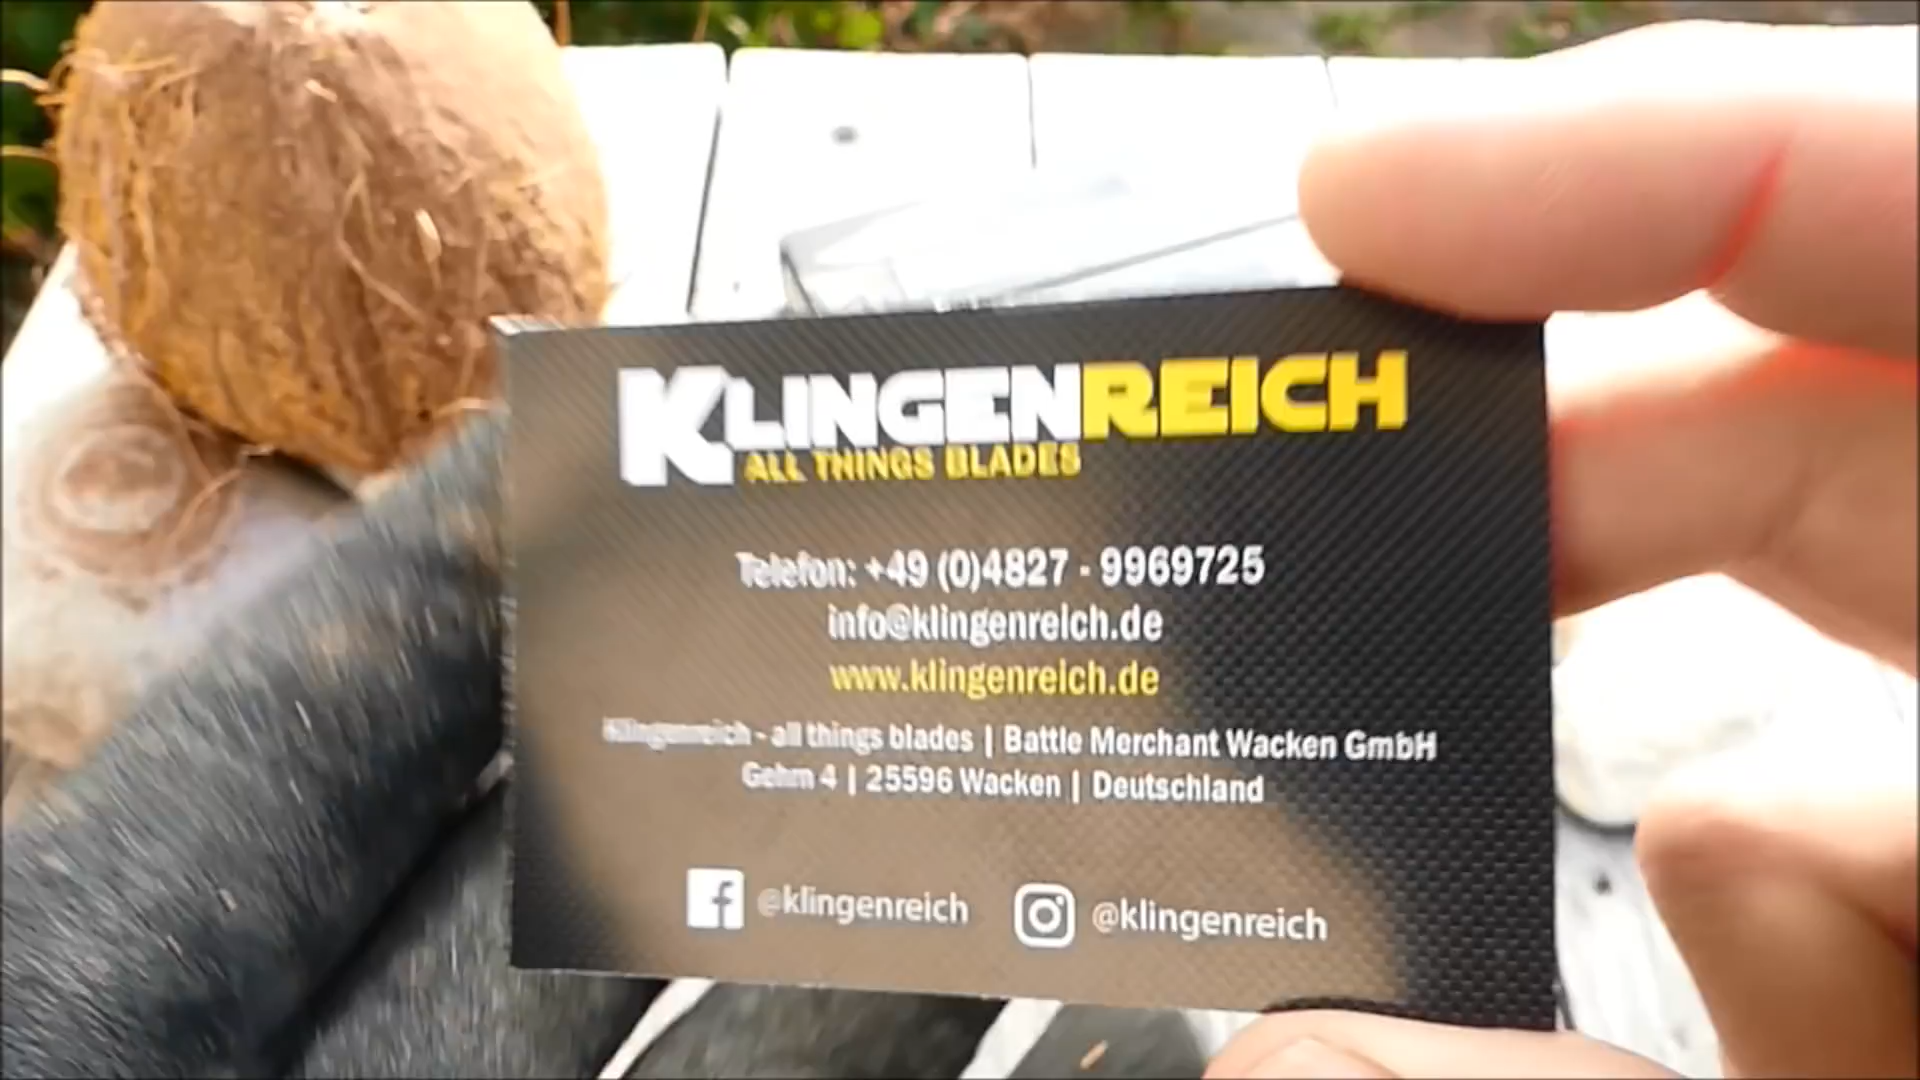 KLINGENREICH
ALL THINGS BLADES
Telefon: +49 (0)4827 - 9969725
info@klingenreich.de
www.klingenreich.de
Klingenreich - all things blades | Battle Merchant Wacken GmbH
Gehrn 4 | 25596 Wacken | Deutschland
@klingenreich @klingenreich